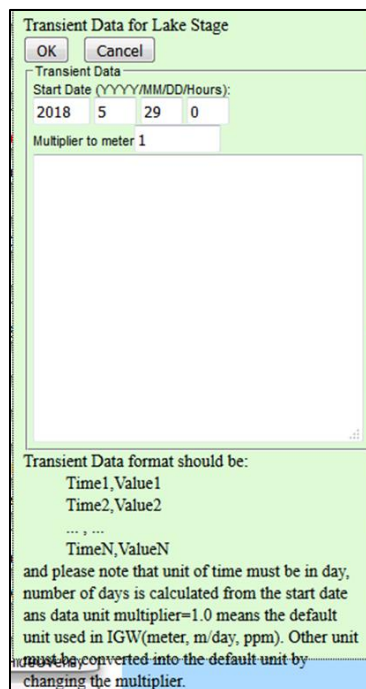 Transient Data for Lake Stage
OK Cancel
Transient Data
Start Date (YYYY/MM/DD/Hours):
2018 5 29 0
Multiplier to meter 1
Transient Data format should be:
Time1,Value1
Time2,Value2
... , ...
TimeN,ValueN
and please note that unit of time must be in day,
number of days is calculated from the start date
ans data unit multiplier=1.0 means the default
unit used in IGW(meter, m/day, ppm). Other unit
must be converted into the default unit by
changing the multiplier.